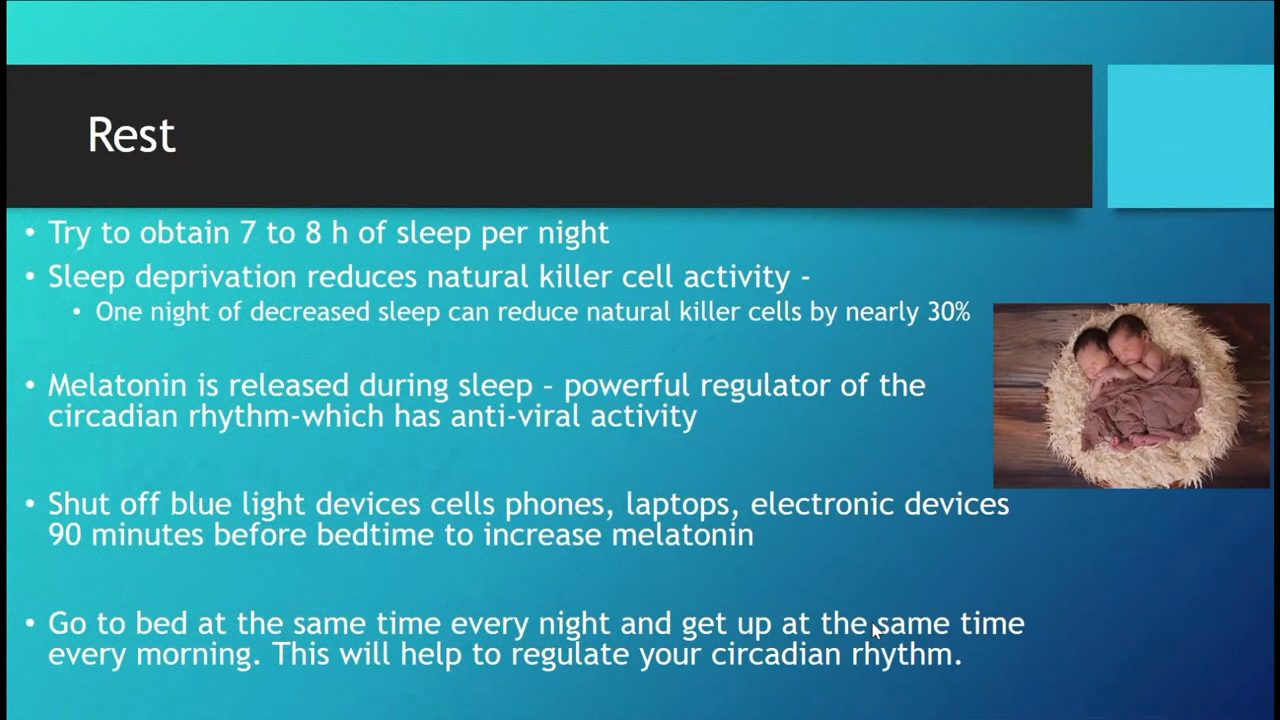 Rest
• Try to obtain 7 to 8 h of sleep per night
• Sleep deprivation reduces natural killer cell activity -
• One night of decreased sleep can reduce natural killer cells by nearly 30%
• Melatonin is released during sleep – powerful regulator of the
circadian rhythm-which has anti-viral activity
• Shut off blue light devices cells phones, laptops, electronic devices
90 minutes before bedtime to increase melatonin
• Go to bed at the same time every night and get up at the same time
every morning. This will help to regulate your circadian rhythm.